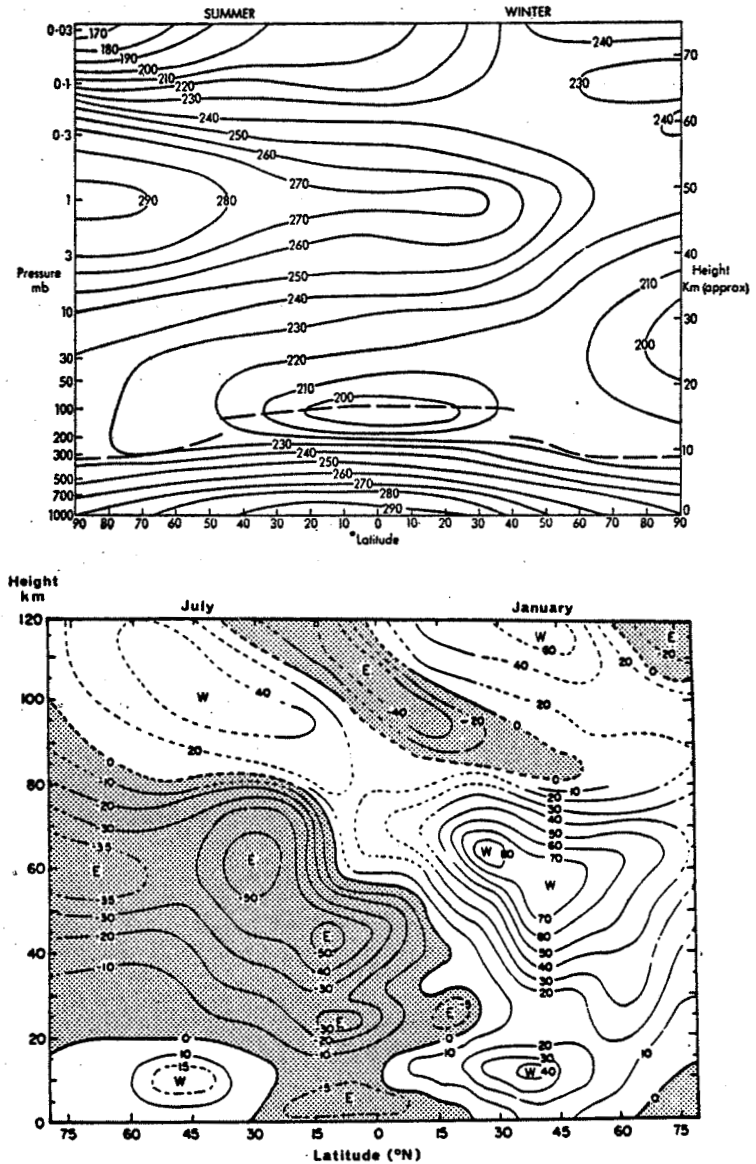 SUMMER WINTER
0·03 170 240 70
180
190
200
210 230
0·1 220
230
240 240 60
0·3 250
260
270
1 290 280 50
270
260
3 40
Pressure 250 210 Height
mb 240 Km (approx)
10 230 30
30 220 200
50 210 20
200
100
200 230 10
300 240
250
500 260
270
700 280
1000 290 0
90 80 70 60 50 40 30 20 10 0 10 20 30 40 50 60 70 80 90
°Latitude
Height
km July January
120
W E
60 20
E 40 20 0
40
100 W 40 20 20
0
20
0 10
80 10 20
20 30
30 40
50
35 W 80 60
60 E E 70
W
50
35 70
30 60
40 20 E 50
50 40
10 40 30
30 20
E 5
20 30 E
20 0
0 10 10 20 10
10 30
15 W 40
W 5
E 0
0
75 60 45 30 15 0 15 30 45 60 75
Latitude (°N)